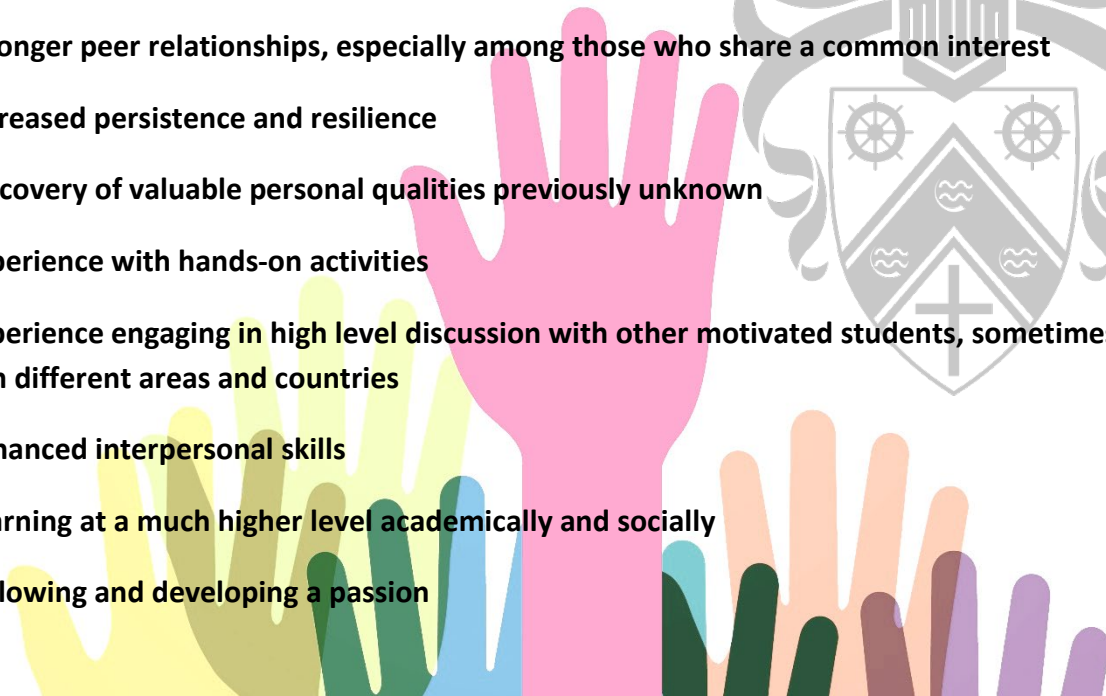 onger peer relationships, especially among those who share a common interest
reased persistence and resilience
covery of valuable personal qualities previously unknown
perience with hands-on activities
perience engaging in high level discussion with other motivated students, sometime
n different areas and countries
hanced interpersonal skills
arning at a much higher level academically and socially
lowing and developing a passion